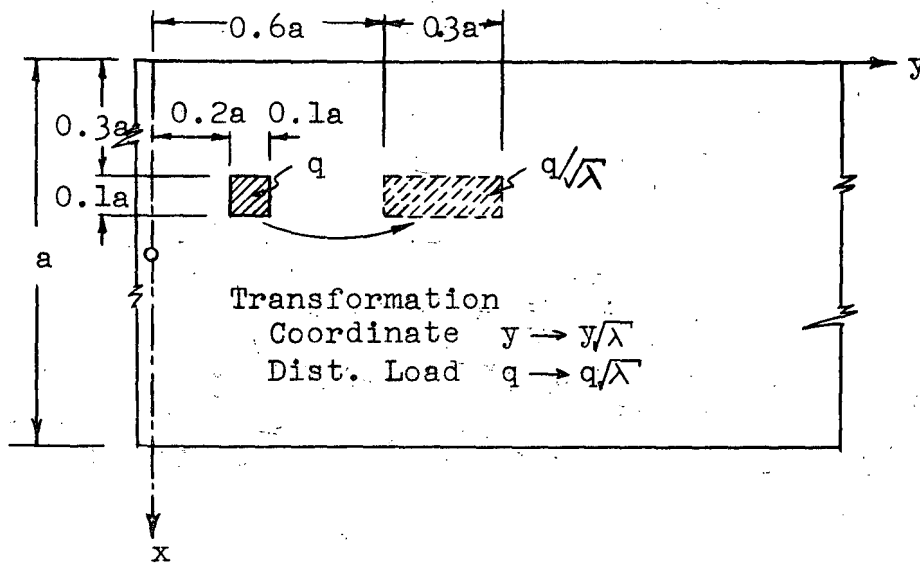 0.6a 0.3a
y
0.2a 0.1a
0.3a
q q/√λ
0.1a
a
Transformation
Coordinate y → y√λ
Dist. Load q → q√λ
x